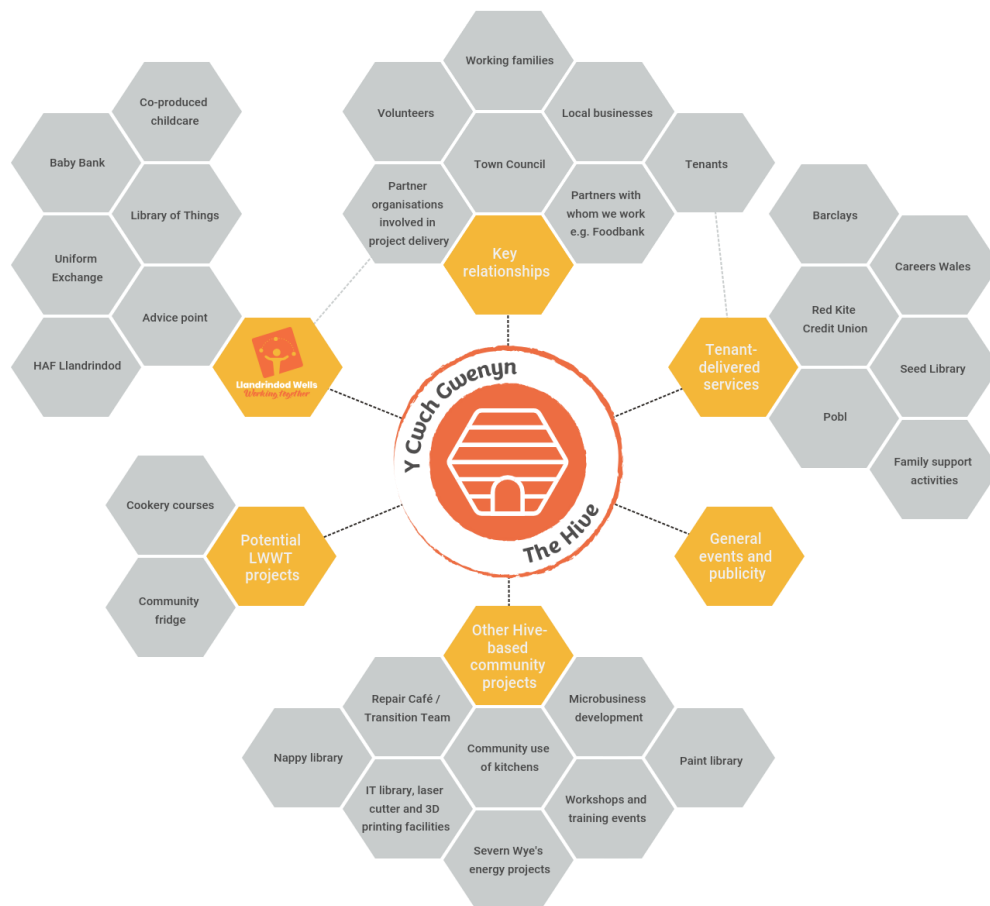 Working families
Co-produced
childcare
Volunteers
Local businesses
Baby Bank
Town Council
Tenants
Library of Things
Partner
organisations
involved in
project delivery
Partners with
whom we work
e.g. Foodbank
Barclays
Key
relationships
Uniform
Exchange
Careers Wales
Advice point
Red Kite
Credit Union
HAF Llandrindod
Llandrindod Wells
Working Together
Tenant-
delivered
services
Seed Library
Pobl
Family support
activities
Y Cwch Gwenyn
The Hive
Cookery courses
Potential
LWWT
projects
Community
fridge
General
events and
publicity
Other Hive-
based
community
projects
Repair Café /
Transition Team
Microbusiness
development
Nappy library
Community use
of kitchens
Paint library
IT library, laser
cutter and 3D
printing facilities
Workshops and
training events
Severn Wye's
energy projects